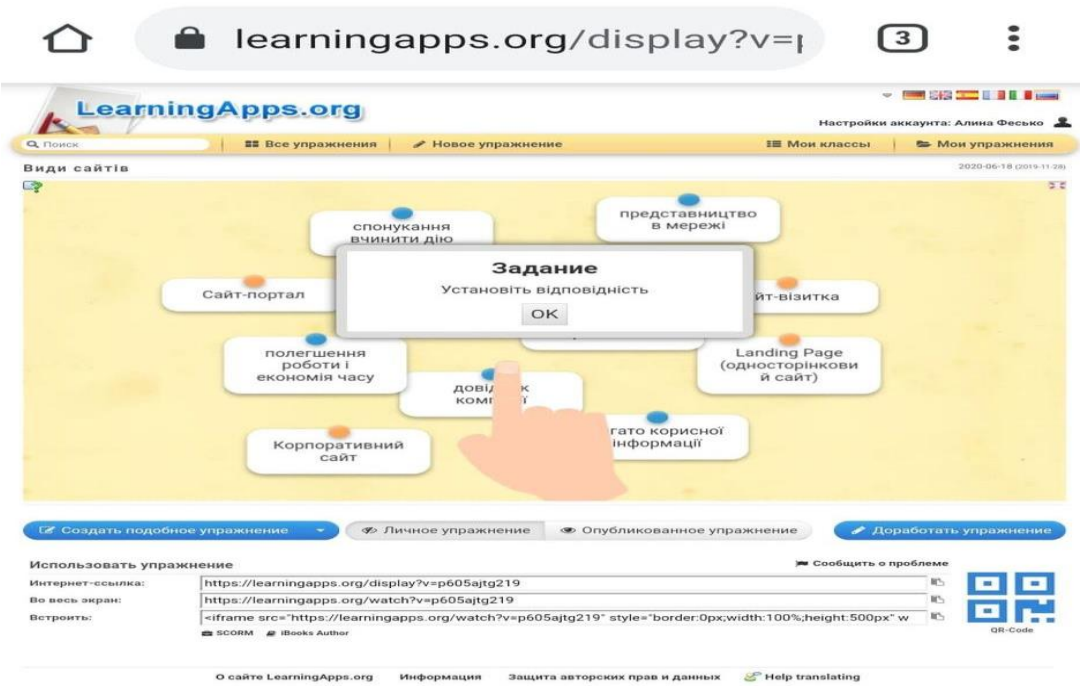 learningapps.org/display?v=
3
LearningApps.org
Настройки аккаунта: Алина Фесько
Поиск
Все упражнения
Новое упражнение
Мои классы
Мои упражнения
Види сайтів
2020-06-18 (2019-11-28)
спонукання
вчинити дію
представництво
в мережі
Задание
Установіть відповідність
OK
Сайт-портал
полегшення
роботи і
економія часу
Landing Page
(односторінкови
й сайт)
Корпоративний
сайт
інформації
Создать подобное упражнение
Личное упражнение
Опубликованное упражнение
Доработать упражнение
Использовать упражнение
Сообщить о проблеме
Интернет-ссылка:
https://learningapps.org/display?v=p605ajtg219
Во весь экран:
https://learningapps.org/watch?v=p605ajtg219
Встроить:
<iframe src="https://learningapps.org/watch?v=p605ajtg219" style="border:0px;width:100%;height:500px" w
SCORM
iBooks Author
QR-Code
О сайте LearningApps.org
Информация
Защита авторских прав и данных
Help translating